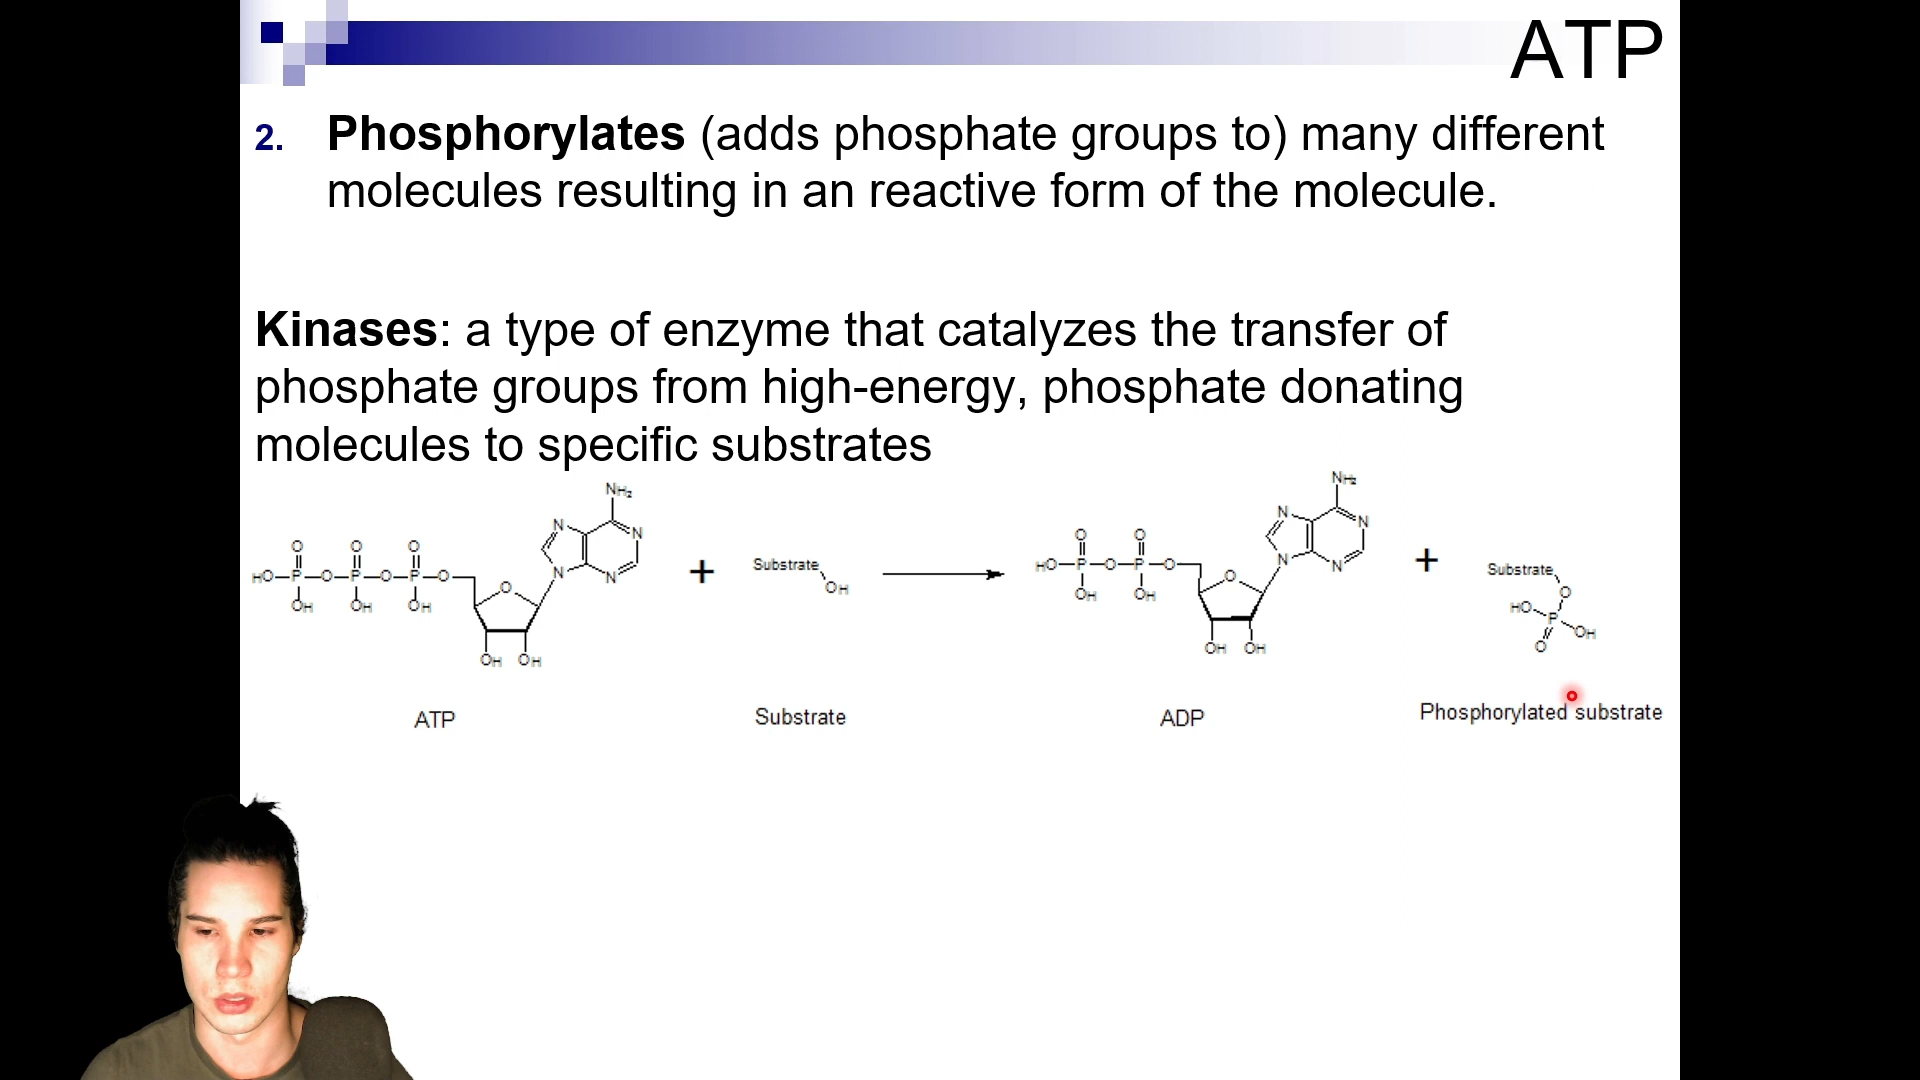 ATP
2. Phosphorylates (adds phosphate groups to) many different
molecules resulting in an reactive form of the molecule.
Kinases: a type of enzyme that catalyzes the transfer of
phosphate groups from high-energy, phosphate donating
molecules to specific substrates
NH₂
N N
N N
O O O
HO P O P O P O
OH OH OH
O
OH OH
+
Substrate
OH
NH₂
N N
N N
O O
HO P O P O
OH OH
O
OH OH
+
Substrate
O
HO P
OH
O
ATP Substrate ADP Phosphorylated substrate